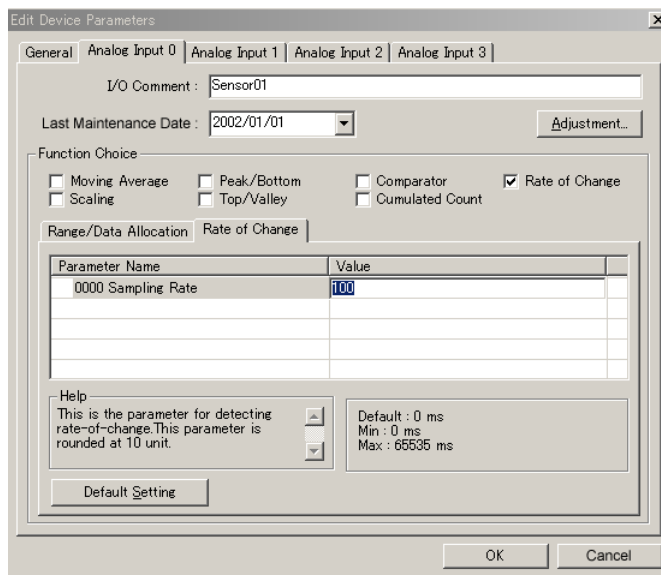 Edit Device Parameters
General Analog Input 0 Analog Input 1 Analog Input 2 Analog Input 3
I/O Comment : Sensor01
Last Maintenance Date : 2002/01/01 Adjustment...
Function Choice
Moving Average Peak/Bottom Comparator Rate of Change
Scaling Top/Valley Cumulated Count
Range/Data Allocation Rate of Change
Parameter Name Value
0000 Sampling Rate 100
Help
This is the parameter for detecting
rate-of-change.This parameter is
rounded at 10 unit.
Default : 0 ms
Min : 0 ms
Max : 65535 ms
Default Setting
OK Cancel